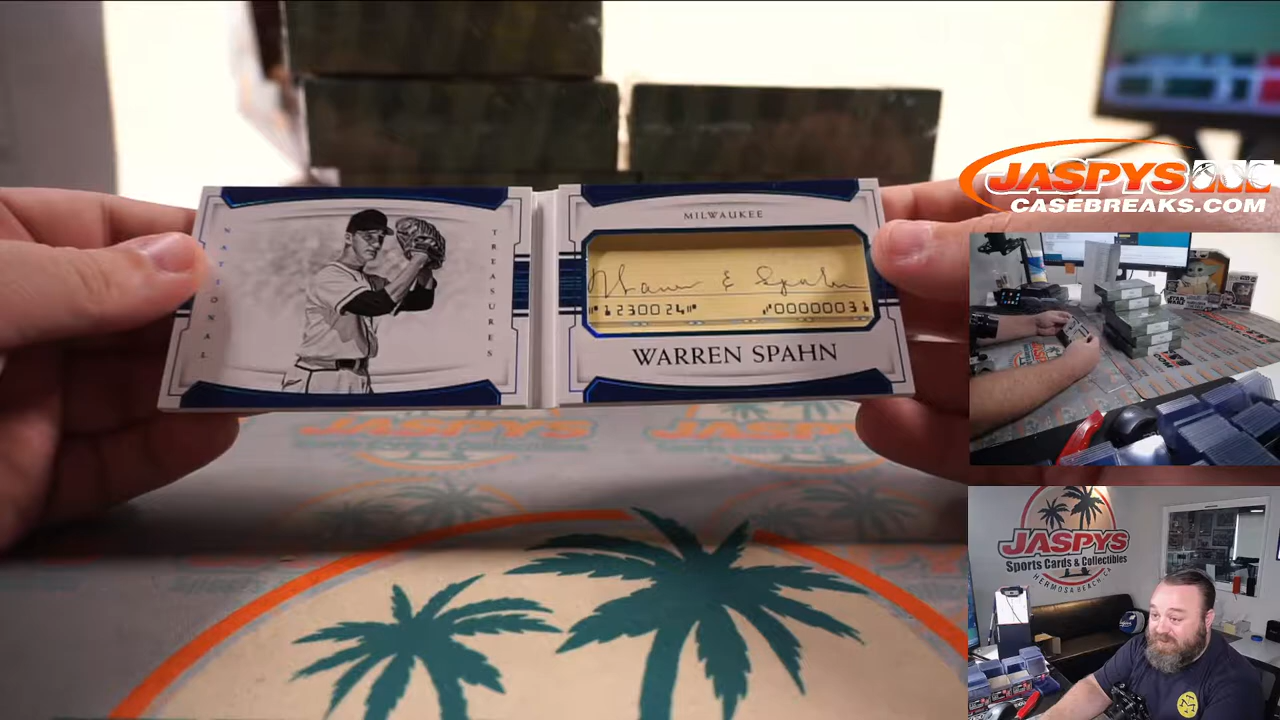 NATIONAL
TREASURES
MILWAUKEE
Warren E Spahn
⑈1230024⑈ ⑈00000031
WARREN SPAHN
JASPYS
CASEBREAKS.COM
JASPYS
JASPYS
JASPYS
Sports Cards & Collectibles
HERMOSA BEACH, CA